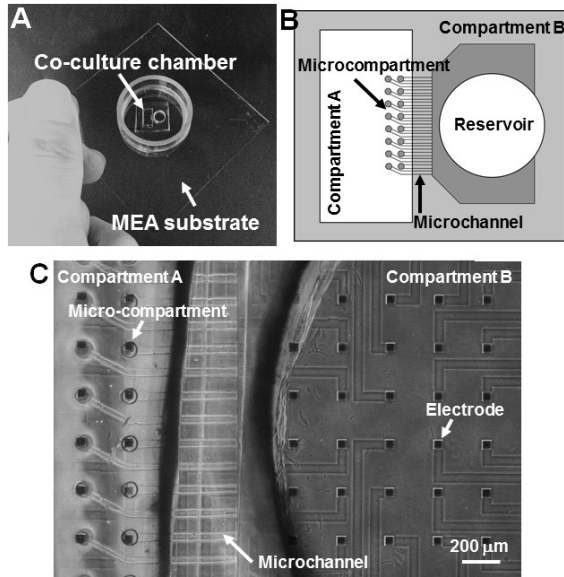 A
Co-culture chamber
MEA substrate
B
Compartment B
Microcompartment
Compartment A
Reservoir
Microchannel
C
Compartment A
Compartment B
Micro-compartment
Electrode
Microchannel
200 µm